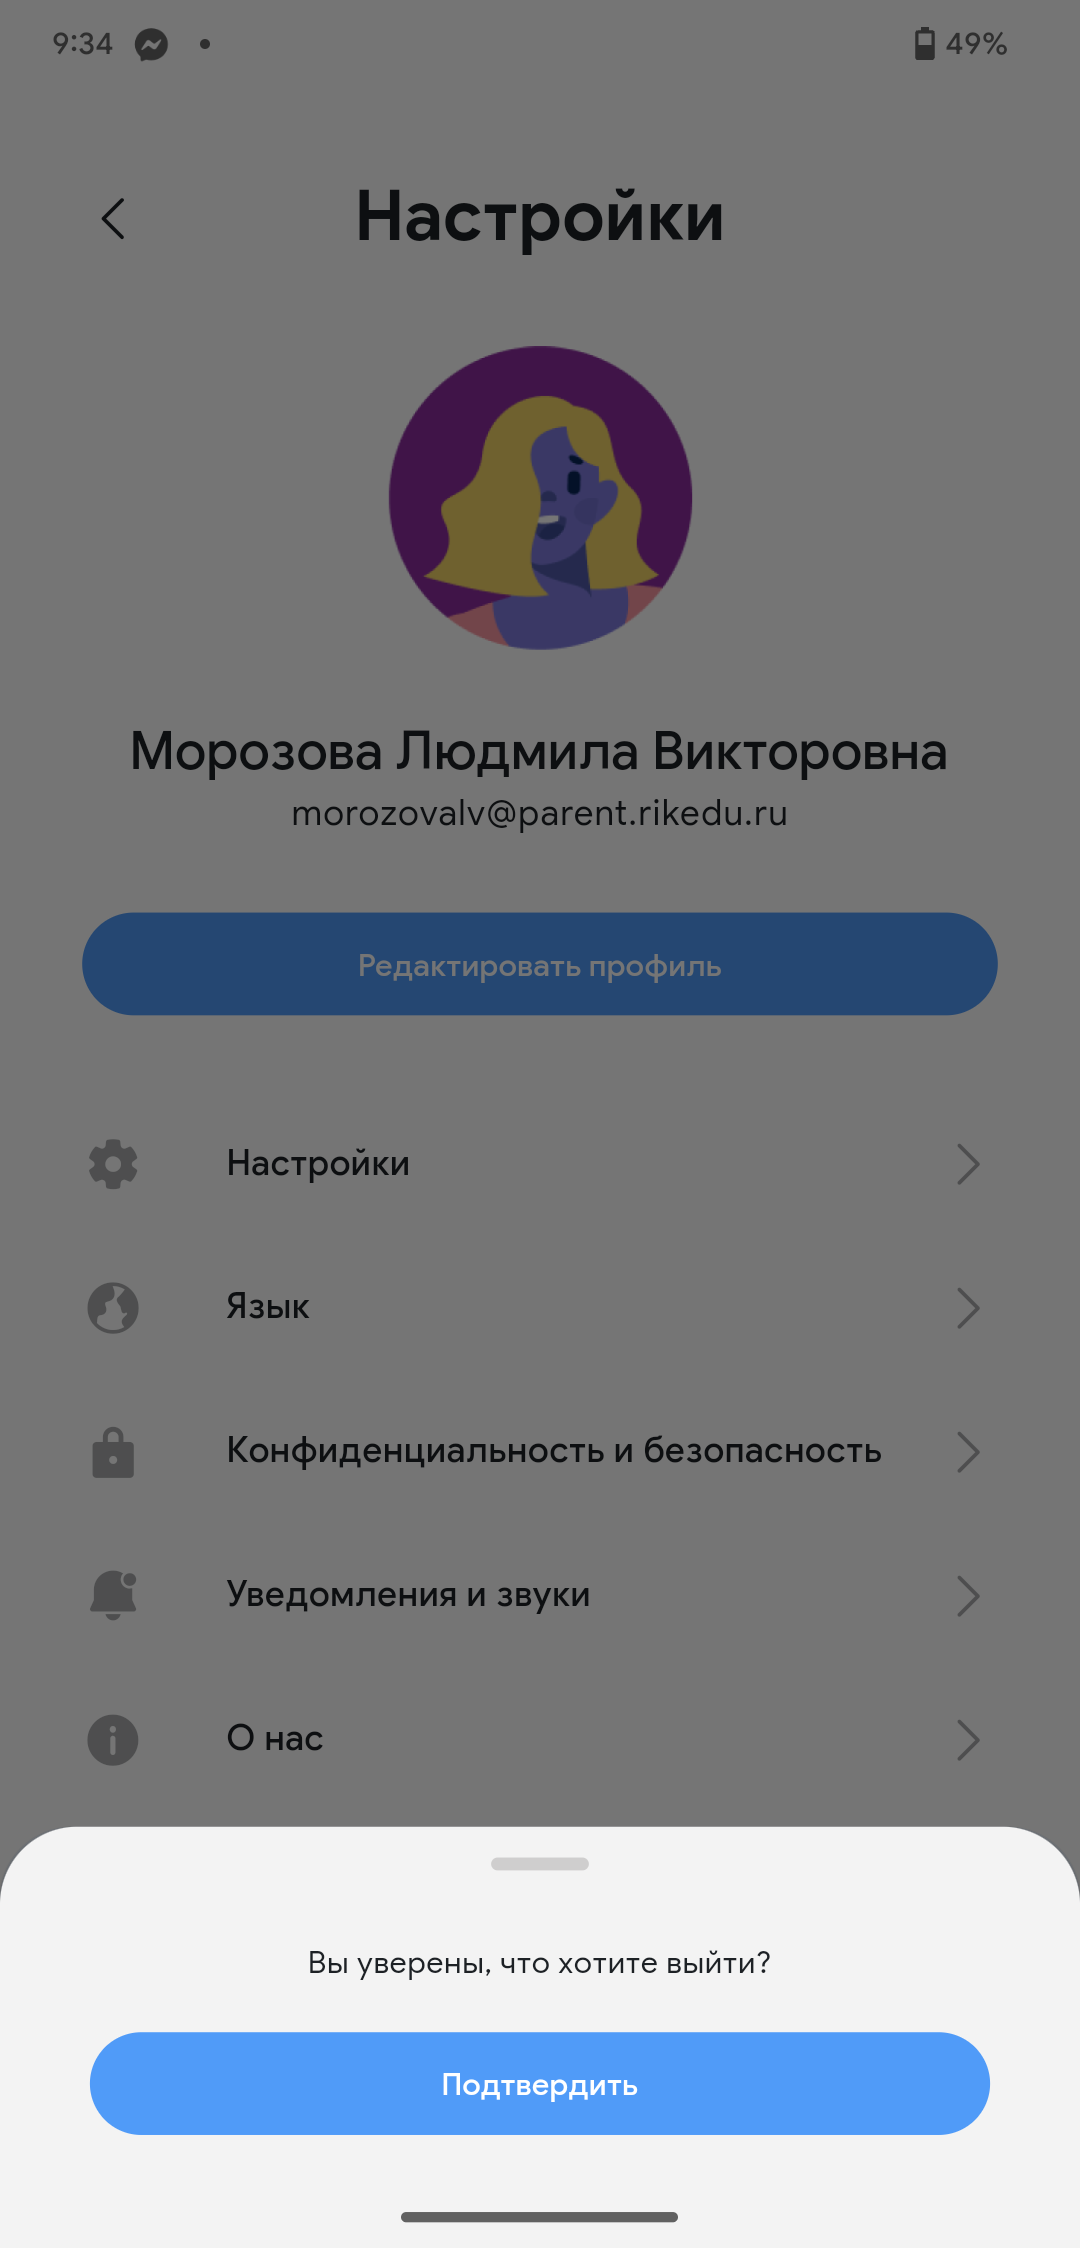 9:34
49%
Настройки
Морозова Людмила Викторовна
morozovalv@parent.rikedu.ru
Редактировать профиль
Настройки
Язык
Конфиденциальность и безопасность
Уведомления и звуки
О нас
Вы уверены, что хотите выйти?
Подтвердить